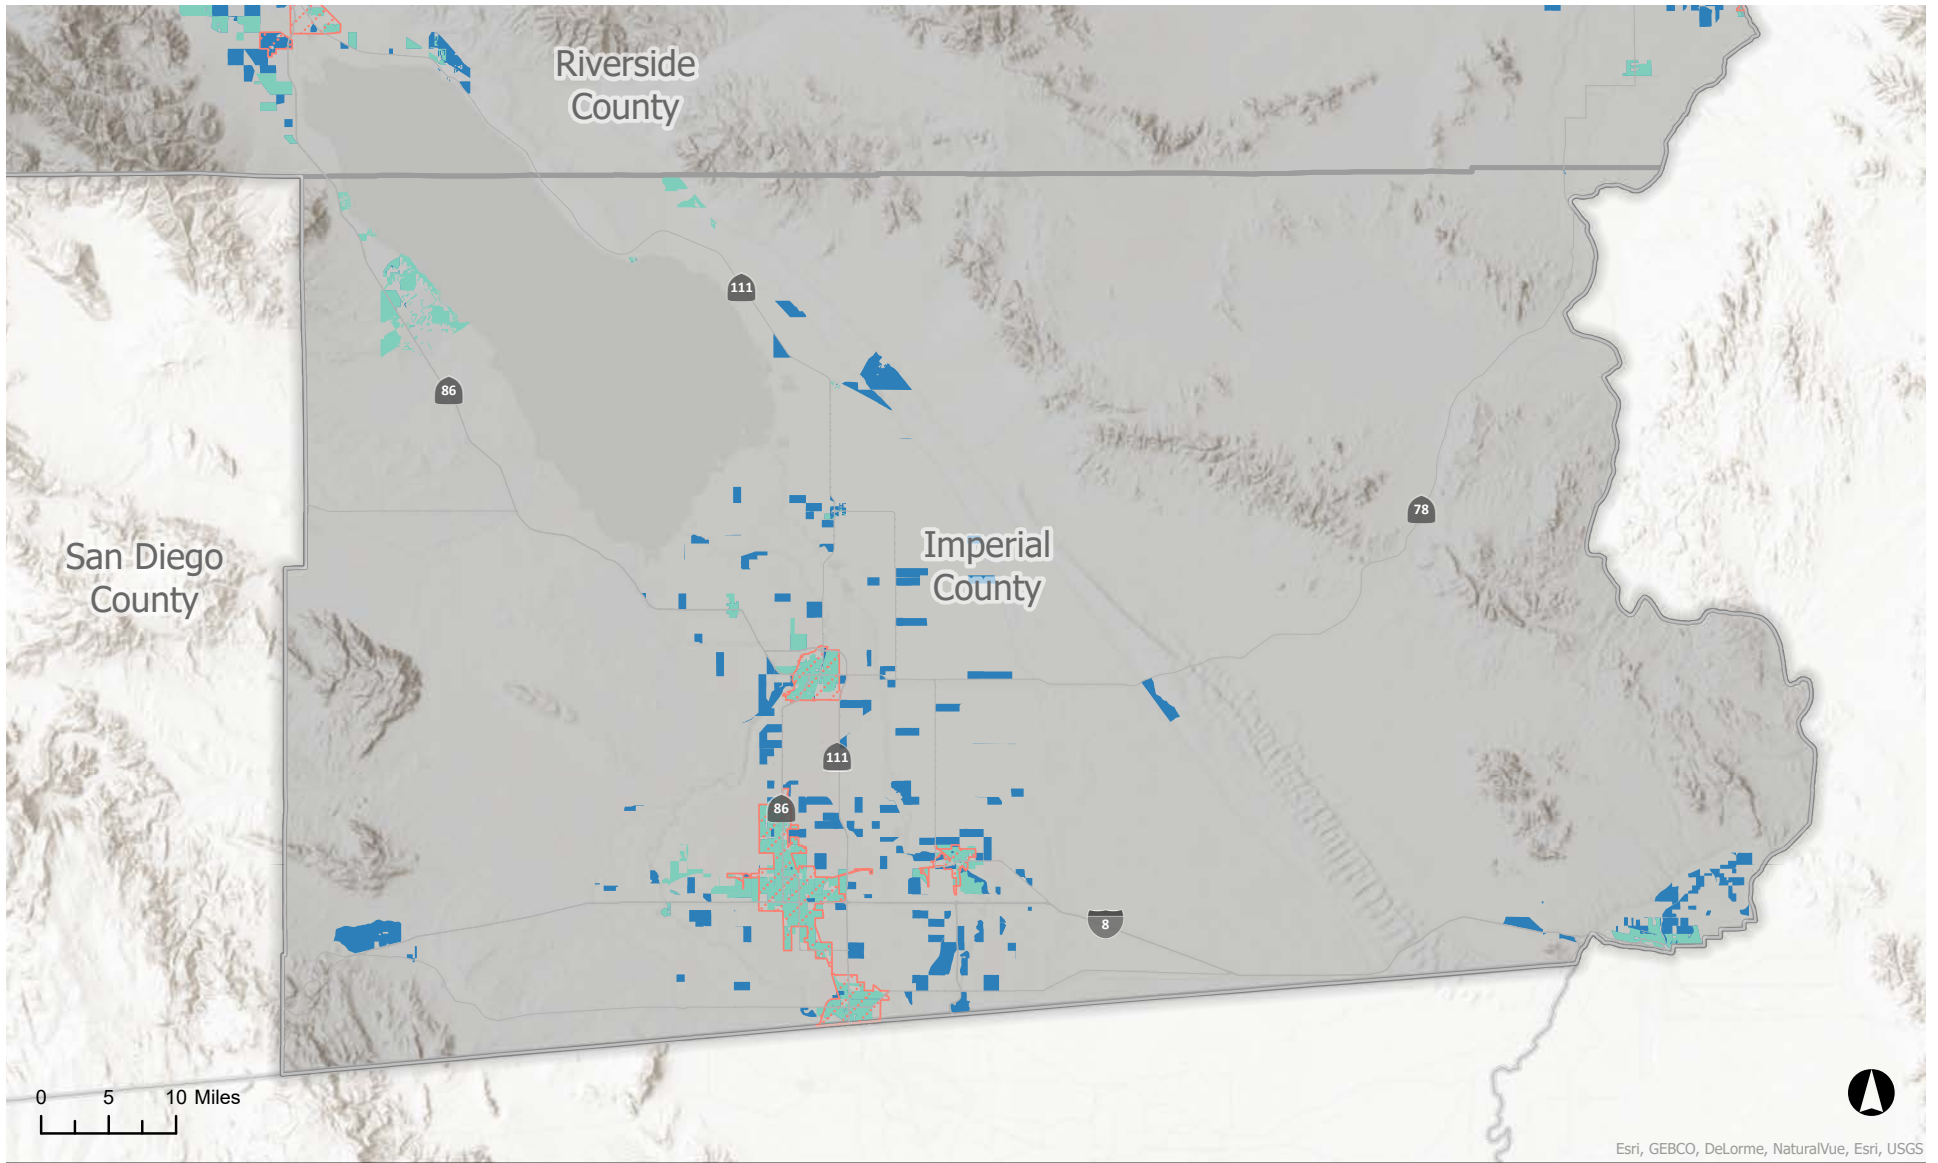 Riverside
County
111
86
78
San Diego
County
Imperial
County
111
86
8
0 5 10 Miles
Esri, GEBCO, DeLorme, NaturalVue, Esri, USGS